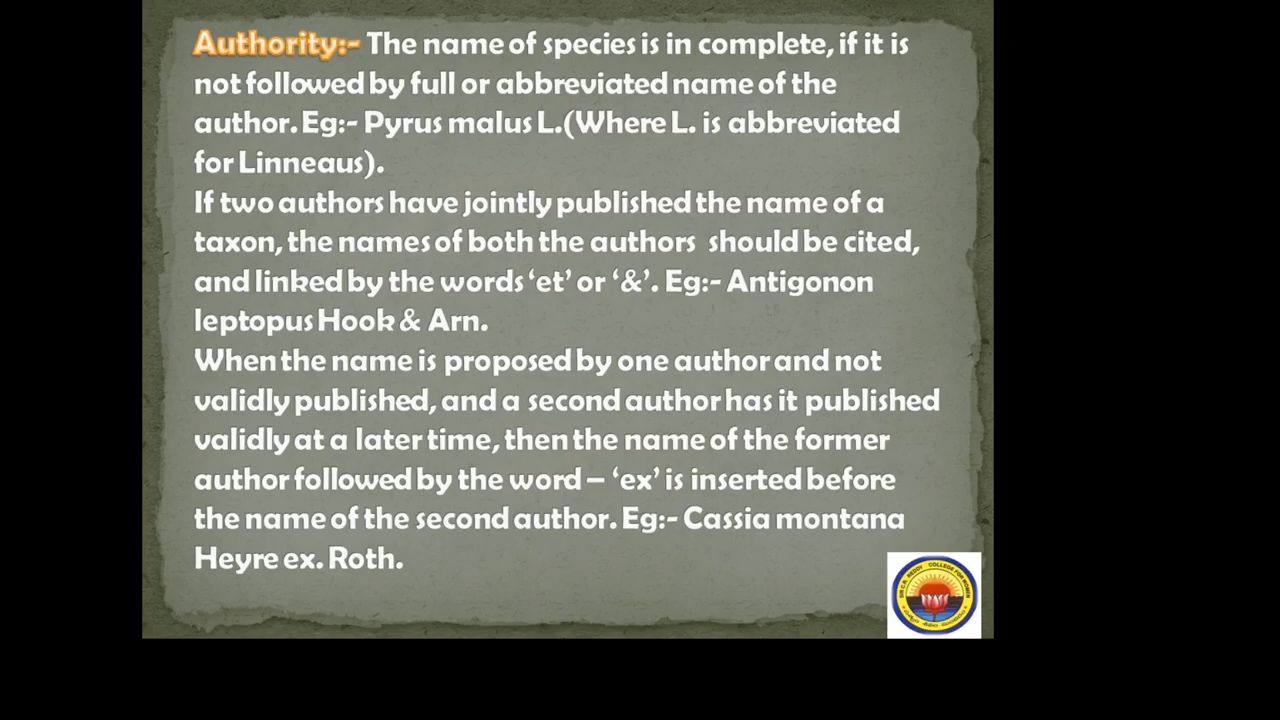 Authority:- The name of species is in complete, if it is
not followed by full or abbreviated name of the
author. Eg:- Pyrus malus L.(Where L. is abbreviated
for Linneaus).
If two authors have jointly published the name of a
taxon, the names of both the authors should be cited,
and linked by the words ‘et’ or ‘&’. Eg:- Antigonon
leptopus Hook & Arn.
When the name is proposed by one author and not
validly published, and a second author has it published
validly at a later time, then the name of the former
author followed by the word – ‘ex’ is inserted before
the name of the second author. Eg:- Cassia montana
Heyre ex. Roth.
SIR C.R. REDDY COLLEGE FOR WOMEN